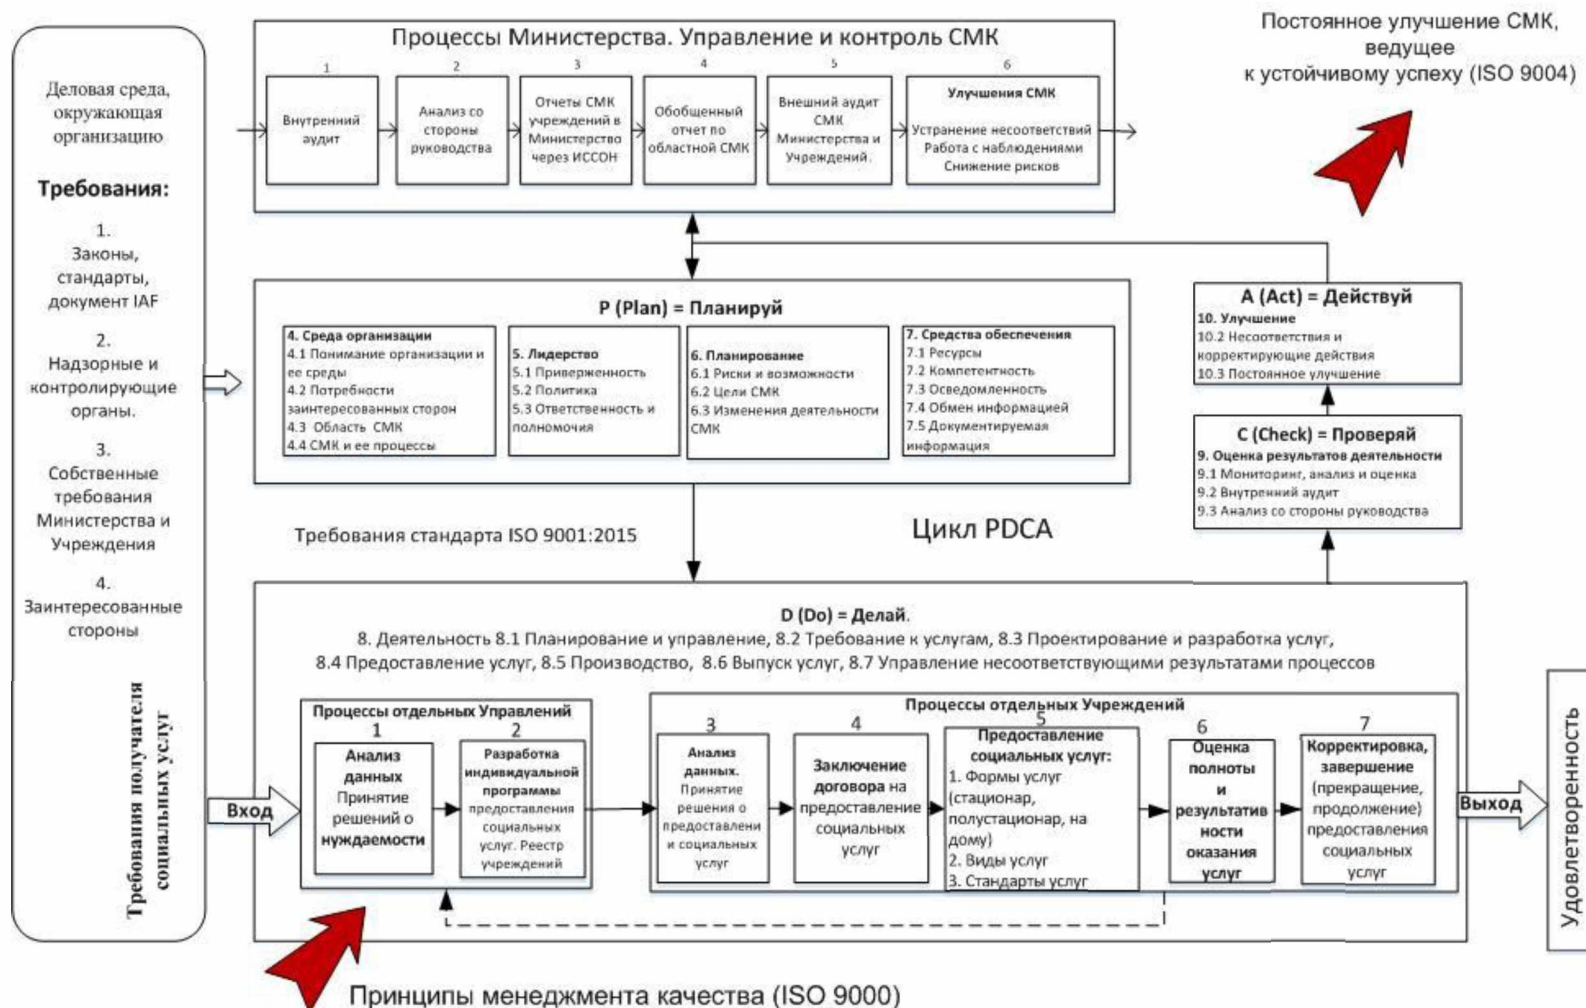 Деловая среда,
окружающая
организацию
Требования:
1.
Законы,
стандарты,
документ IAF
2.
Надзорные и
контролирующие
органы.
3.
Собственные
требования
Министерства и
Учреждения
4.
Заинтересованные
стороны
Требования получателя
социальных услуг
Процессы Министерства. Управление и контроль СМК
1
Внутренний
аудит
2
Анализ со
стороны
руководства
3
Отчеты СМК
учреждений в
Министерство
через ИССОН
4
Обобщенный
отчет по
областной СМК
5
Внешний аудит
СМК
Министерства и
Учреждений.
6
Улучшения СМК
Устранение несоответствий
Работа с наблюдениями
Снижение рисков
Постоянное улучшение СМК,
ведущее
к устойчивому успеху (ISO 9004)
P (Plan) = Планируй
4. Среда организации
4.1 Понимание организации и
ее среды
4.2 Потребности
заинтересованных сторон
4.3 Область СМК
4.4 СМК и ее процессы
5. Лидерство
5.1 Приверженность
5.2 Политика
5.3 Ответственность и
полномочия
6. Планирование
6.1 Риски и возможности
6.2 Цели СМК
6.3 Изменения деятельности
СМК
7. Средства обеспечения
7.1 Ресурсы
7.2 Компетентность
7.3 Осведомленность
7.4 Обмен информацией
7.5 Документируемая
информация
A (Act) = Действуй
10. Улучшение
10.2 Несоответствия и
корректирующие действия
10.3 Постоянное улучшение
C (Check) = Проверяй
9. Оценка результатов деятельности
9.1 Мониторинг, анализ и оценка
9.2 Внутренний аудит
9.3 Анализ со стороны руководства
Требования стандарта ISO 9001:2015
Цикл PDCA
D (Do) = Делай.
8. Деятельность 8.1 Планирование и управление, 8.2 Требование к услугам, 8.3 Проектирование и разработка услуг,
8.4 Предоставление услуг, 8.5 Производство, 8.6 Выпуск услуг, 8.7 Управление несоответствующими результатами процессов
Вход
Процессы отдельных Управлений
1
Анализ
данных
Принятие
решений о
нуждаемости
2
Разработка
индивидуальной
программы
предоставления
социальных
услуг. Реестр
учреждений
Процессы отдельных Учреждений
3
Анализ
данных.
Принятие
решения о
предоставлени
и социальных
услуг
4
Заключение
договора на
предоставление
социальных
услуг
5
Предоставление
социальных услуг:
1. Формы услуг
(стационар,
полустационар, на
дому)
2. Виды услуг
3. Стандарты услуг
6
Оценка
полноты
и
результатив
ности
оказания
услуг
7
Корректировка,
завершение
(прекращение,
продолжение)
предоставления
социальных
услуг
Выход
Удовлетворенность
Принципы менеджмента качества (ISO 9000)